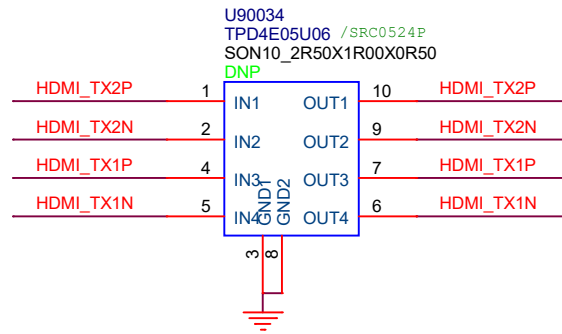 U90034
TPD4E05U06 /SRC0524P
SON10_2R50X1R00X0R50
DNP
HDMI_TX2P 1 IN1 OUT1 10 HDMI_TX2P
HDMI_TX2N 2 IN2 OUT2 9 HDMI_TX2N
HDMI_TX1P 4 IN3 OUT3 7 HDMI_TX1P
HDMI_TX1N 5 IN4 OUT4 6 HDMI_TX1N
GND1 GND2
3 8